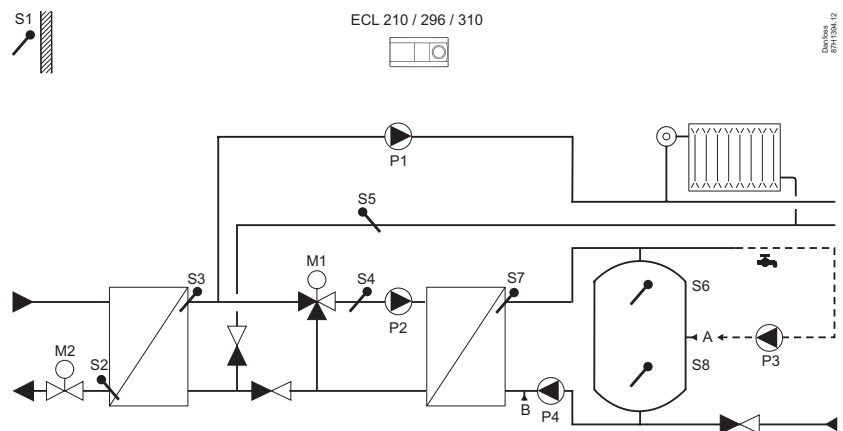 S1
ECL 210 / 296 / 310
Danfoss
87H1394.12
P1
S5
M1
S3
S4
S7
S6
P2
A
M2
S2
S8
P3
B
P4